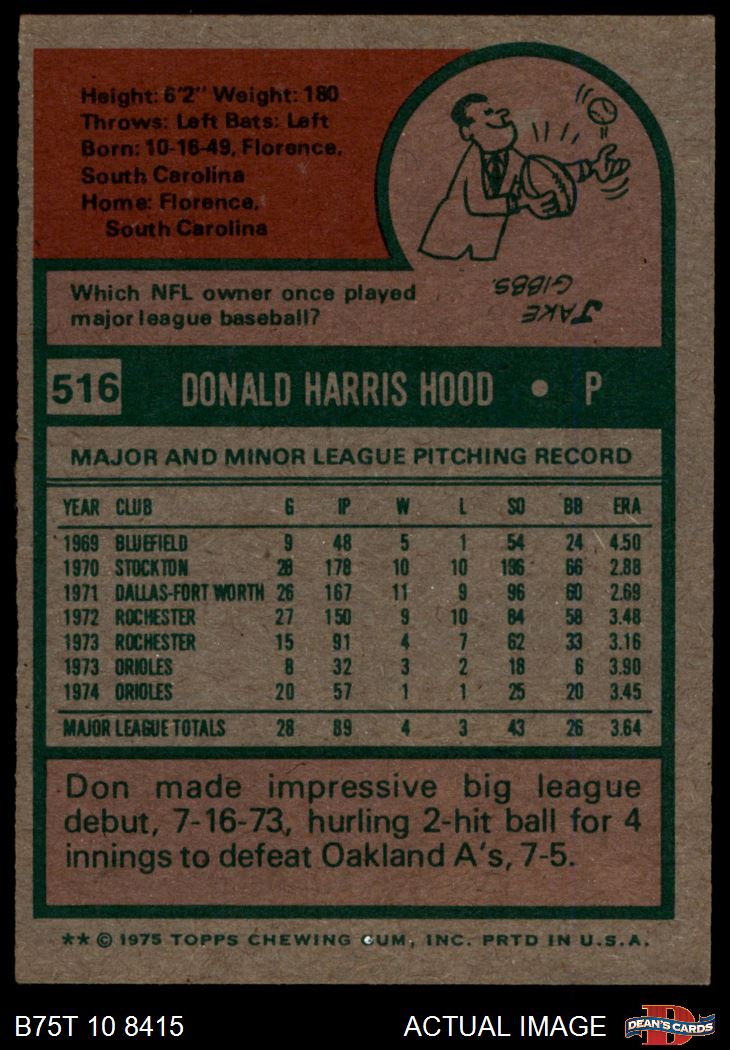 Height: 6'2" Weight: 180
Throws: Left Bats: Left
Born: 10-16-49, Florence,
South Carolina
Home: Florence,
South Carolina
Which NFL owner once played
major league baseball?
JAKE
GIBBS.
516 DONALD HARRIS HOOD • P
MAJOR AND MINOR LEAGUE PITCHING RECORD
YEAR CLUB G IP W L SO BB ERA
1969 BLUEFIELD 9 48 5 1 54 24 4.50
1970 STOCKTON 28 178 10 10 196 66 2.88
1971 DALLAS-FORT WORTH 26 167 11 9 96 60 2.69
1972 ROCHESTER 27 150 9 10 84 58 3.48
1973 ROCHESTER 15 91 4 7 62 33 3.16
1973 ORIOLES 8 32 3 2 18 6 3.90
1974 ORIOLES 20 57 1 1 25 20 3.45
MAJOR LEAGUE TOTALS 28 89 4 3 43 26 3.64
Don made impressive big league
debut, 7-16-73, hurling 2-hit ball for 4
innings to defeat Oakland A's, 7-5.
** © 1975 TOPPS CHEWING GUM, INC. PRTD IN U.S.A.
B75T 10 8415 ACTUAL IMAGE D DEAN'S CARDS